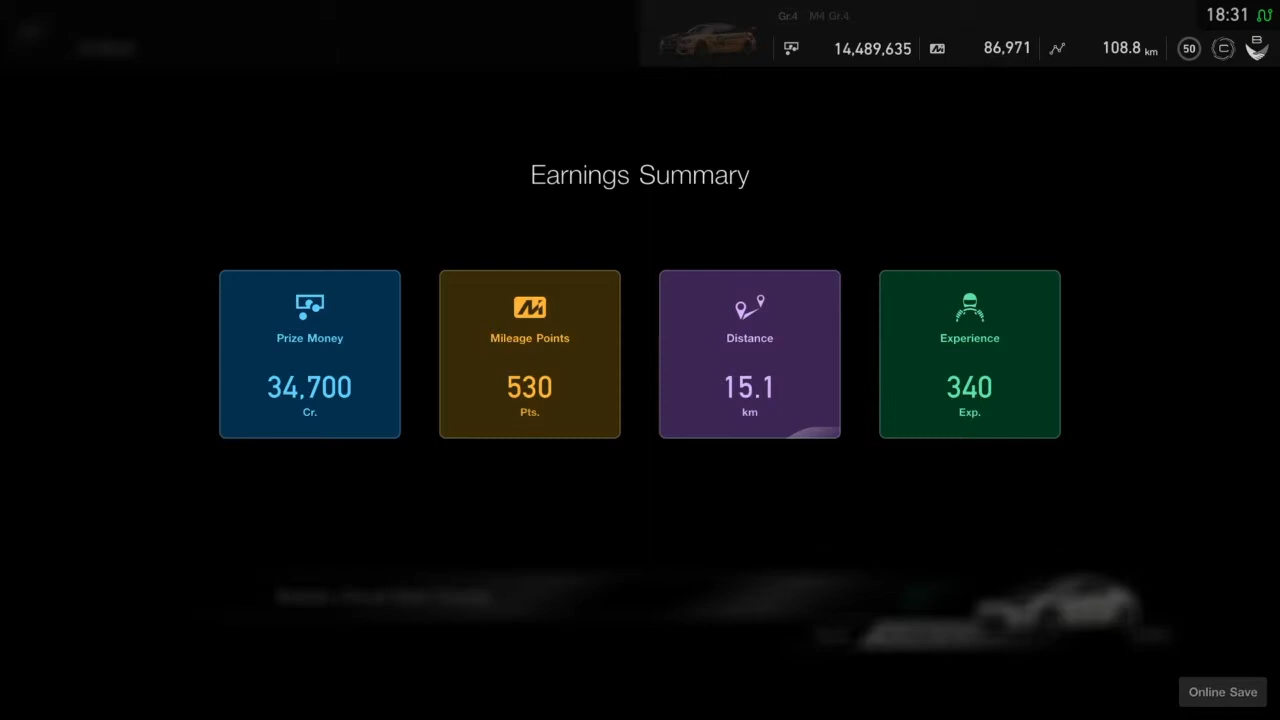 Gr.4 M4 Gr.4
18:31
14,489,635
86,971
108.8 km
50
C
B
Earnings Summary
Prize Money
34,700
Cr.
Mileage Points
530
Pts.
Distance
15.1
km
Experience
340
Exp.
Online Save